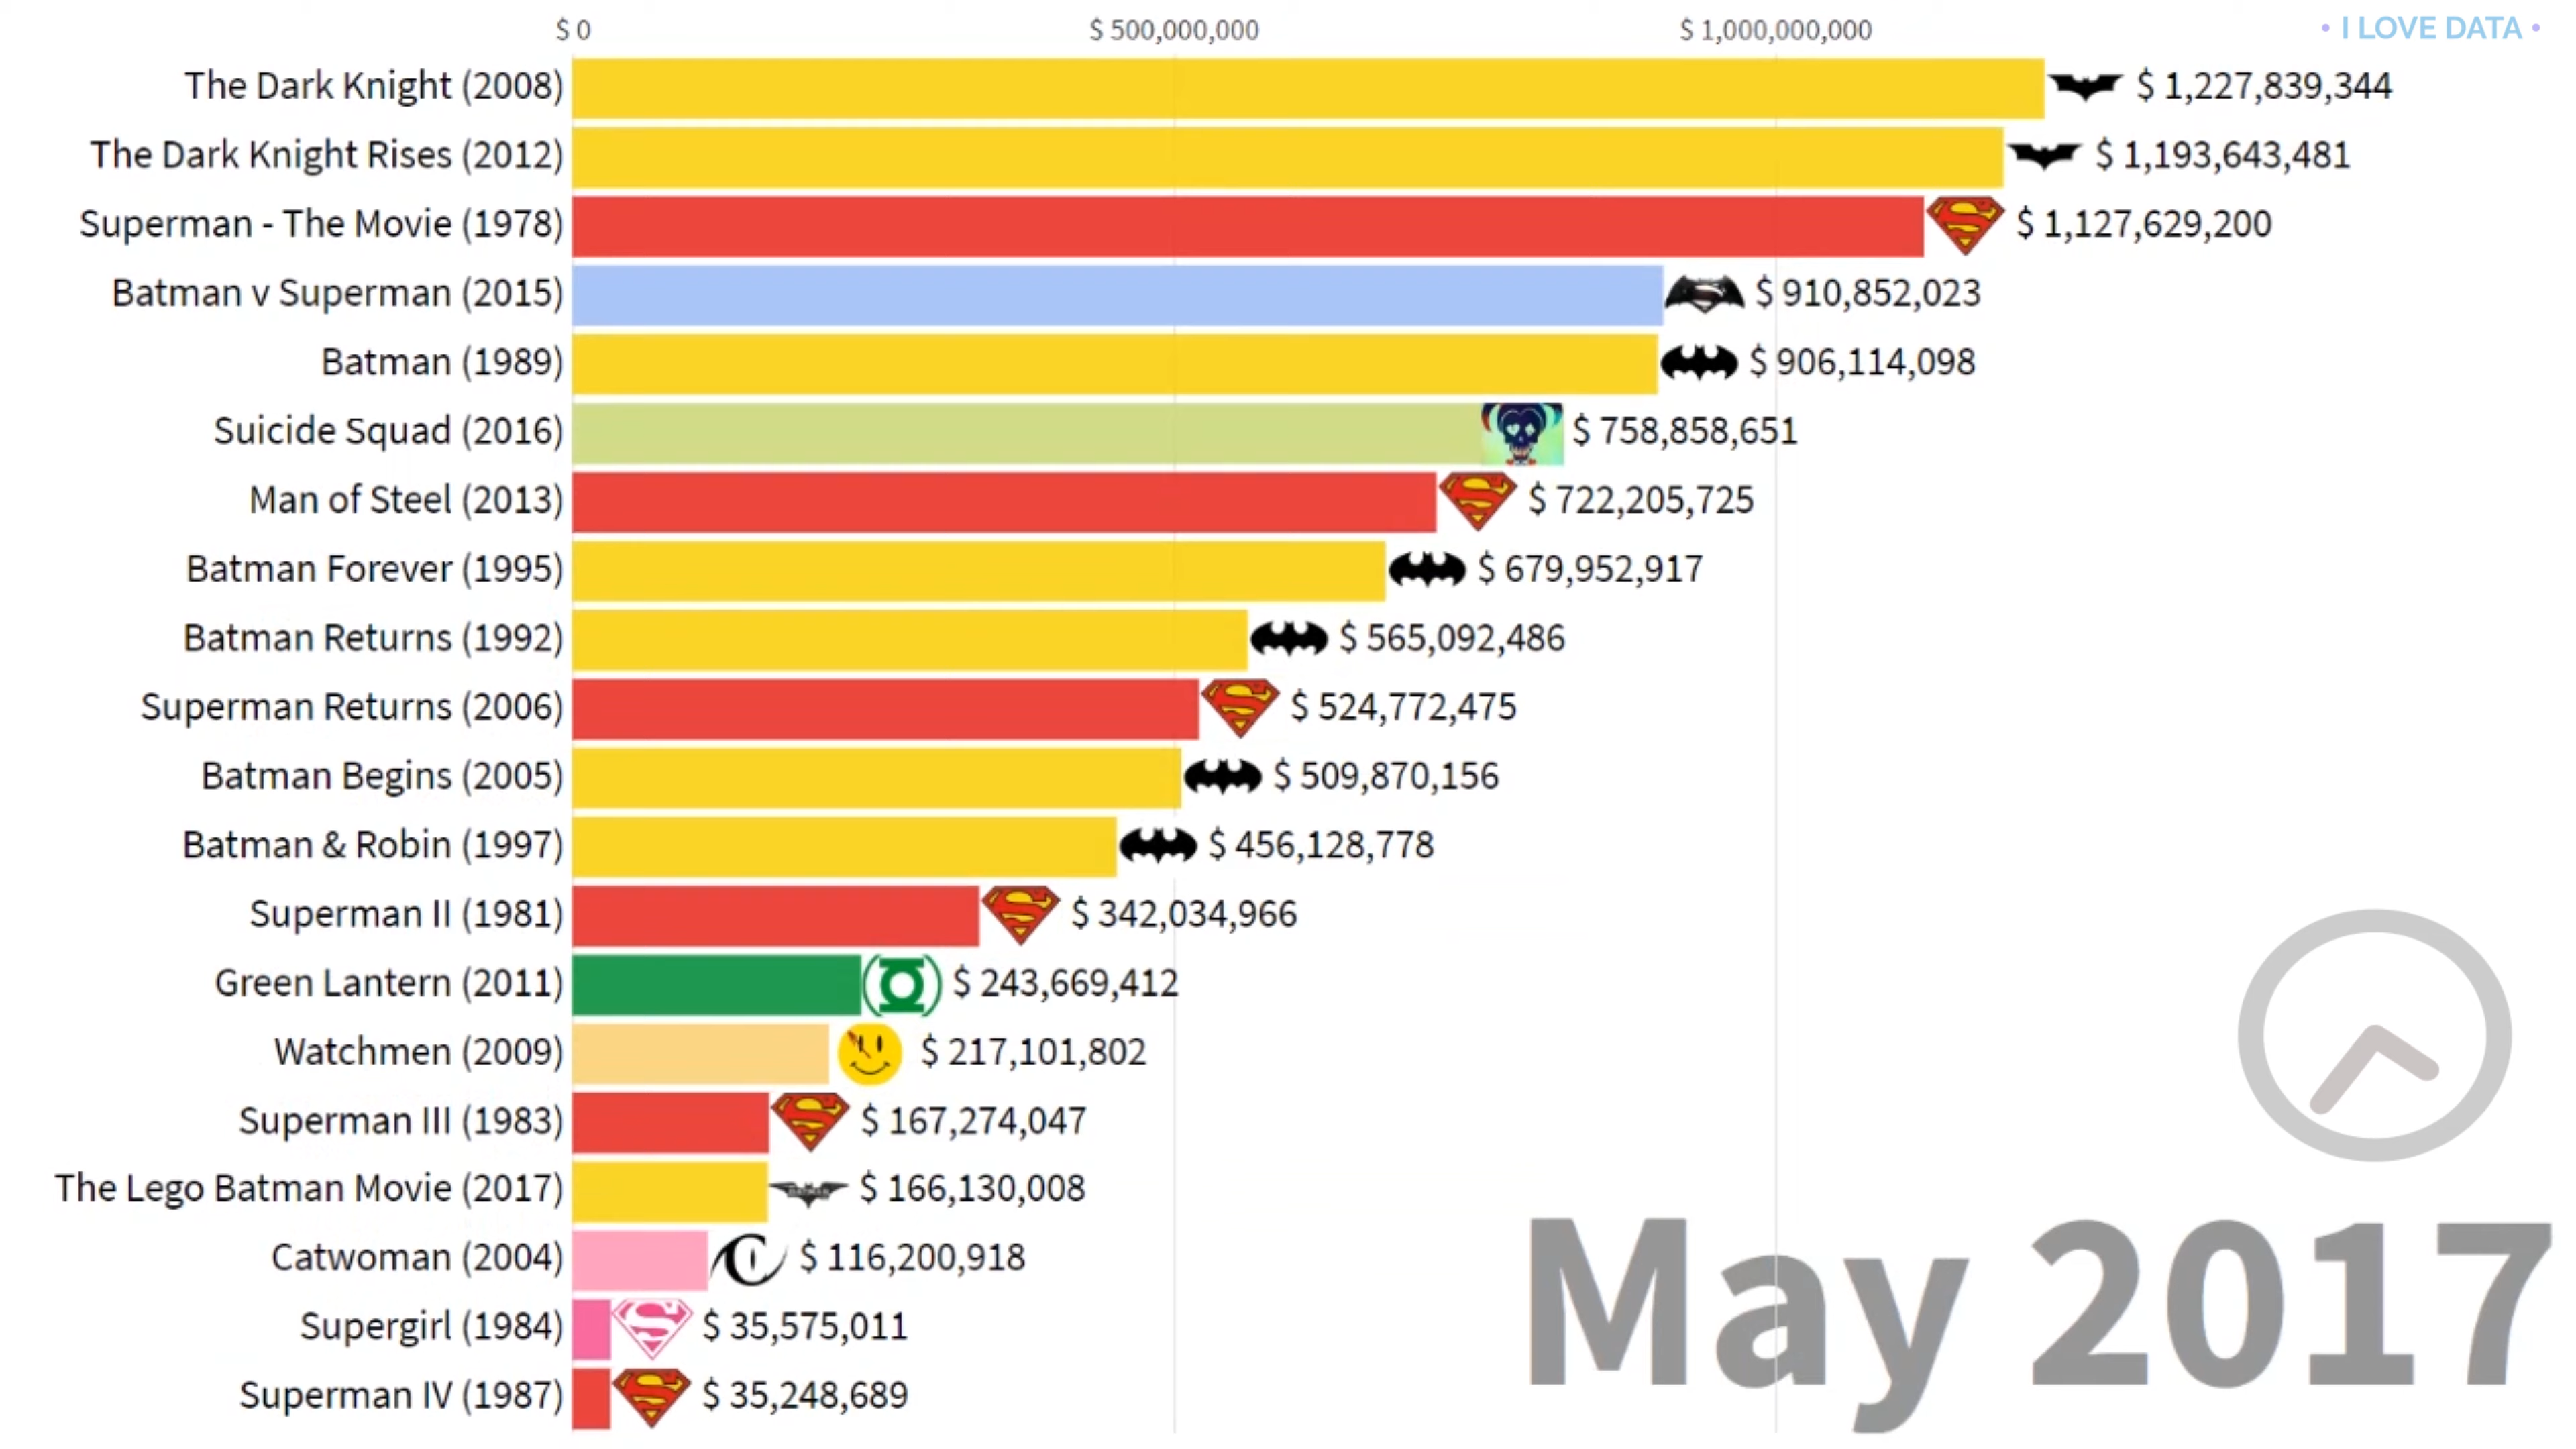 $ 0 $ 500,000,000 $ 1,000,000,000 • I LOVE DATA •
The Dark Knight (2008) $ 1,227,839,344
The Dark Knight Rises (2012) $ 1,193,643,481
Superman - The Movie (1978) $ 1,127,629,200
Batman v Superman (2015) $ 910,852,023
Batman (1989) $ 906,114,098
Suicide Squad (2016) $ 758,858,651
Man of Steel (2013) $ 722,205,725
Batman Forever (1995) $ 679,952,917
Batman Returns (1992) $ 565,092,486
Superman Returns (2006) $ 524,772,475
Batman Begins (2005) $ 509,870,156
Batman & Robin (1997) $ 456,128,778
Superman II (1981) $ 342,034,966
Green Lantern (2011) $ 243,669,412
Watchmen (2009) $ 217,101,802
Superman III (1983) $ 167,274,047
The Lego Batman Movie (2017) $ 166,130,008
Catwoman (2004) $ 116,200,918
Supergirl (1984) $ 35,575,011
Superman IV (1987) $ 35,248,689
May 2017